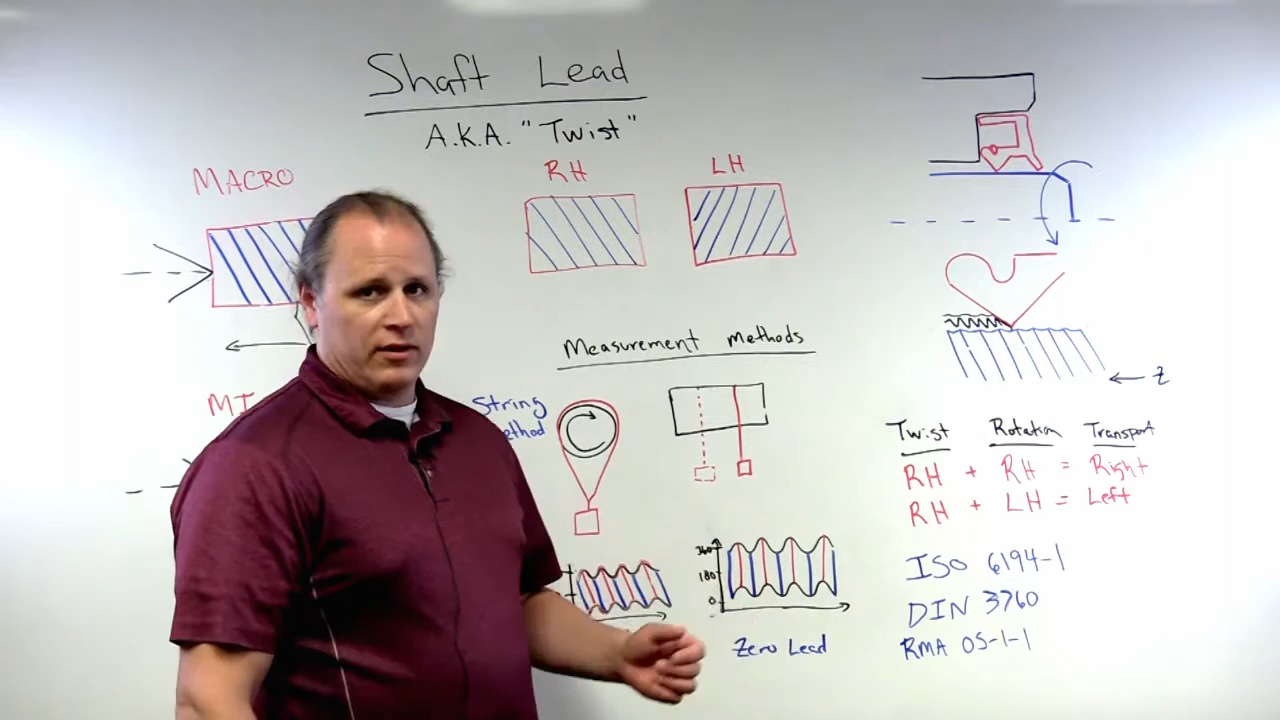 Shaft Lead
A.K.A. "Twist"
MACRO
RH
LH
Measurement Methods
String
Z
Twist Rotation Transport
RH + RH = Right
RH + LH = Left
360
180
0
Zero Lead
ISO 6194-1
DIN 3760
RMA OS-1-1